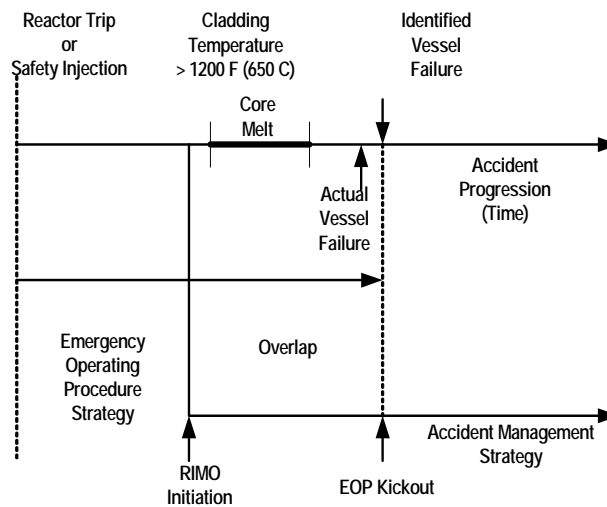 Reactor Trip
or
Safety Injection
Cladding
Temperature
> 1200 F (650 C)
Identified
Vessel
Failure
Core
Melt
Actual
Vessel
Failure
Accident
Progression
(Time)
Emergency
Operating
Procedure
Strategy
Overlap
RIMO
Initiation
EOP Kickout
Accident Management
Strategy